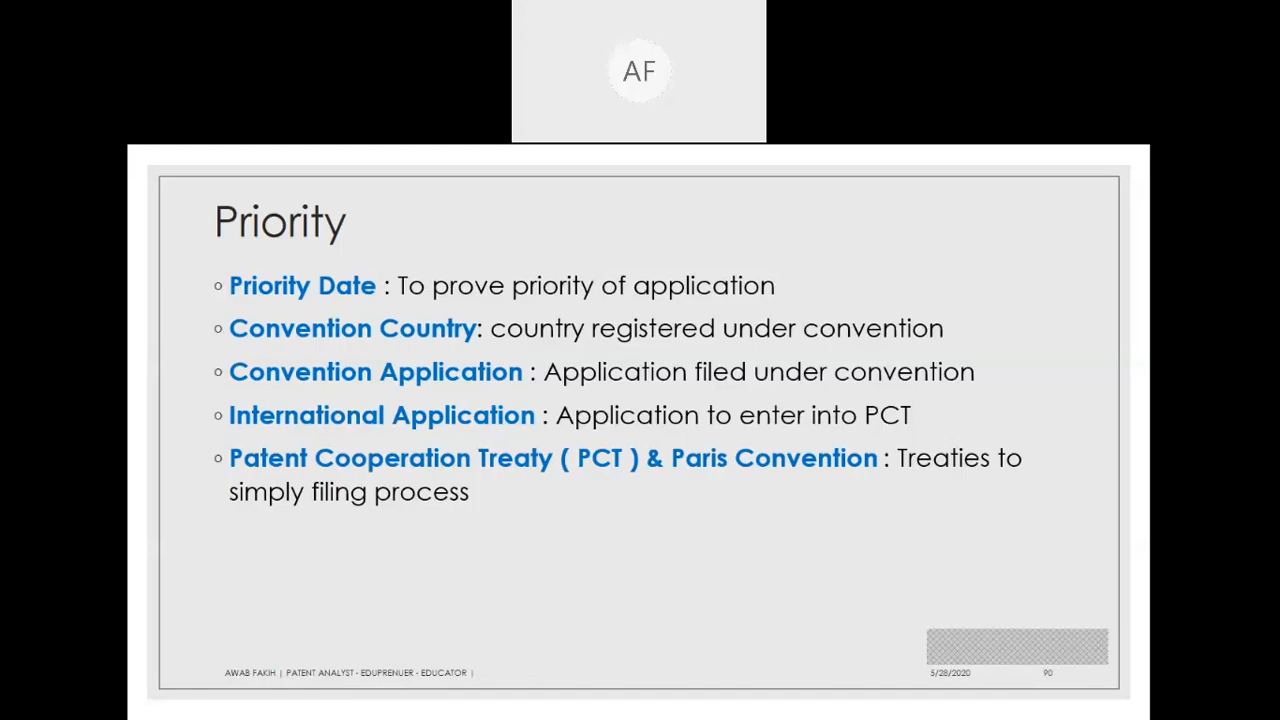 AF
Priority
◦ Priority Date : To prove priority of application
◦ Convention Country: country registered under convention
◦ Convention Application : Application filed under convention
◦ International Application : Application to enter into PCT
◦ Patent Cooperation Treaty ( PCT ) & Paris Convention : Treaties to
simply filing process
AWAB FAKIH | PATENT ANALYST - EDUPRENUER - EDUCATOR |
5/28/2020 90